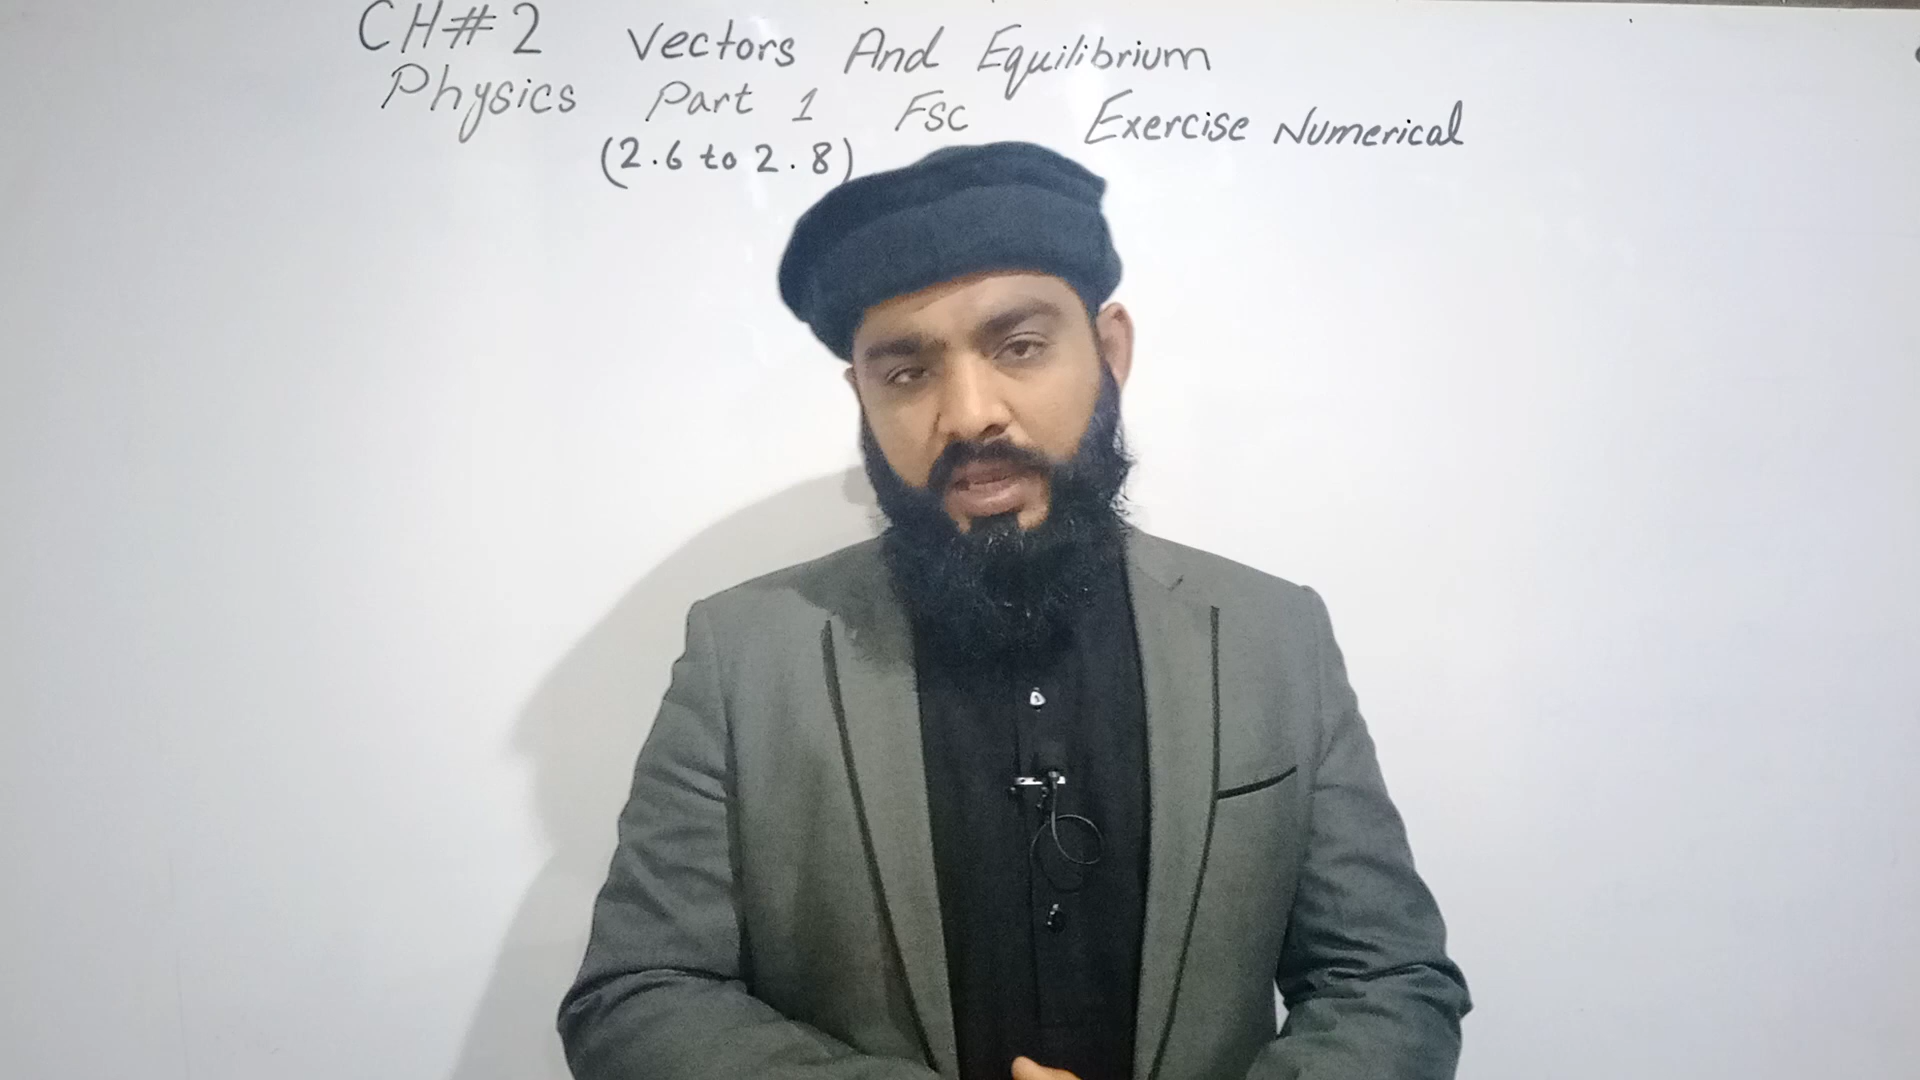 CH# 2 Vectors And Equilibrium
Physics Part 1 FSC Exercise Numerical
(2.6 to 2.8)